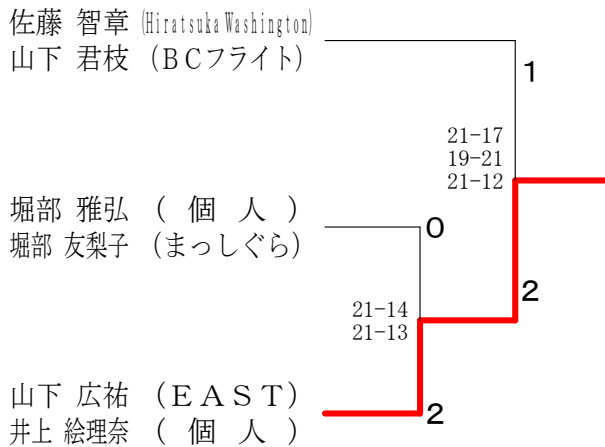 佐藤 智章 (Hiratsuka Washington)
山下 君枝 (BCフライト)
1
21-17
19-21
21-12
堀部 雅弘 ( 個 人 )
堀部 友梨子 (まっしぐら)
0
2
21-14
21-13
山下 広祐 (EAST)
井上 絵理奈 ( 個 人 )
2